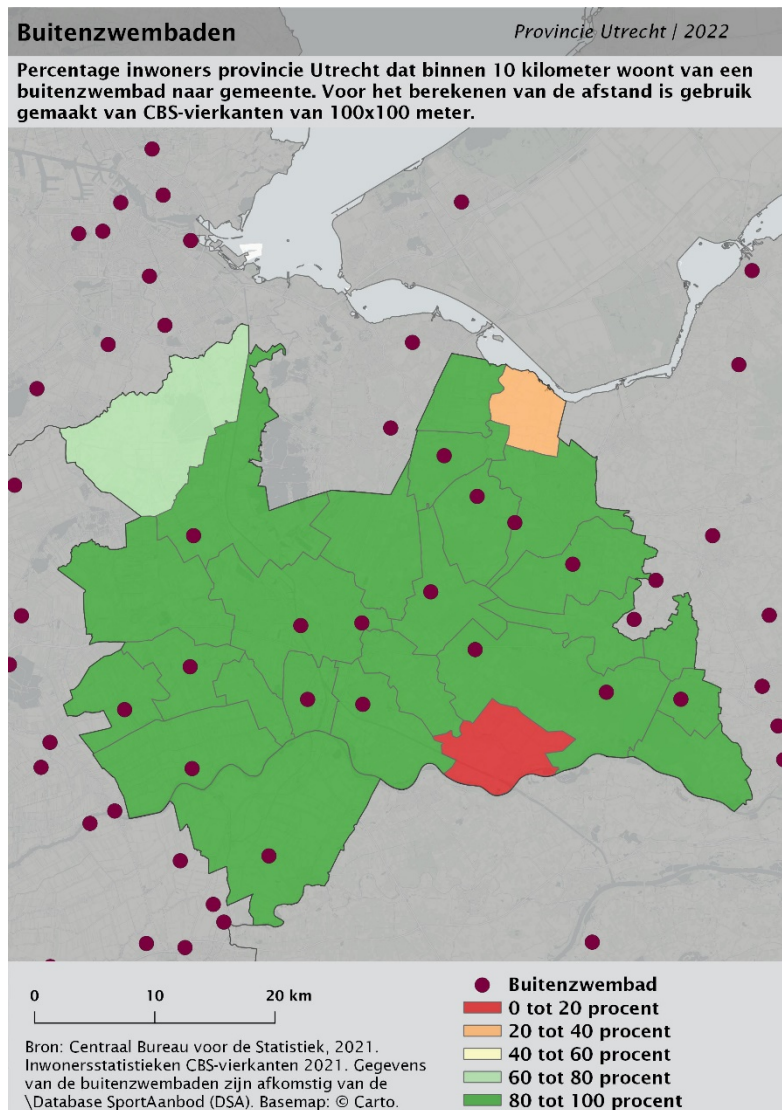 Buitenzwembaden
Provincie Utrecht | 2022
Percentage inwoners provincie Utrecht dat binnen 10 kilometer woont van een
buitenzwembad naar gemeente. Voor het berekenen van de afstand is gebruik
gemaakt van CBS-vierkanten van 100x100 meter.
0 10 20 km
Bron: Centraal Bureau voor de Statistiek, 2021.
Inwonersstatistieken CBS-vierkanten 2021. Gegevens
van de buitenzwembaden zijn afkomstig van de
\Database SportAanbod (DSA). Basemap: © Carto.
Buitenzwembad
0 tot 20 procent
20 tot 40 procent
40 tot 60 procent
60 tot 80 procent
80 tot 100 procent